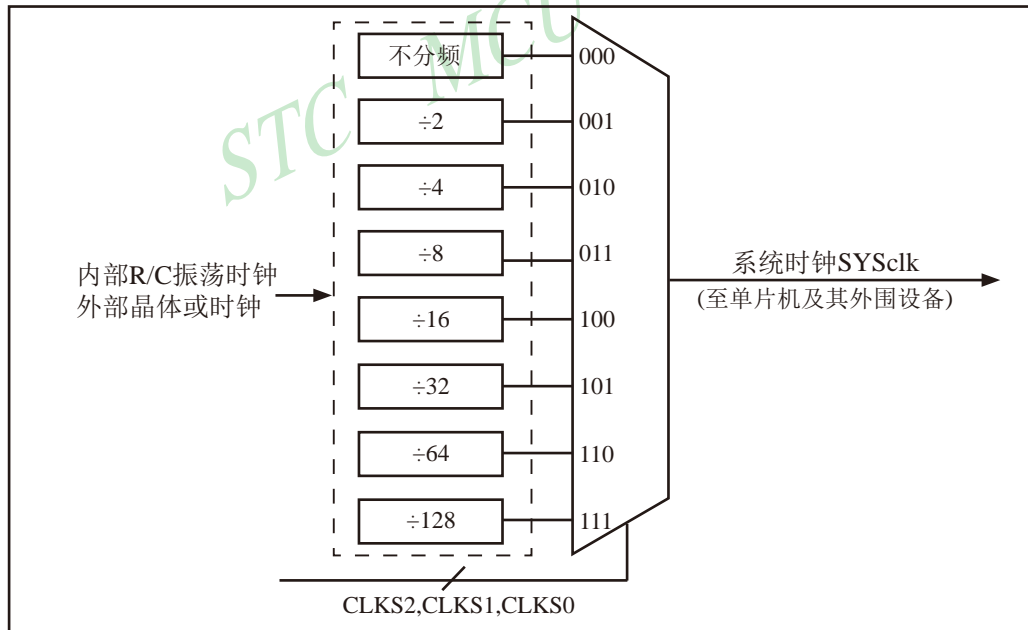 STC MCU
不分频 000
÷2 001
÷4 010
÷8 011
÷16 100
÷32 101
÷64 110
÷128 111
内部R/C振荡时钟
外部晶体或时钟
系统时钟SYSclk
(至单片机及其外围设备)
CLKS2,CLKS1,CLKS0